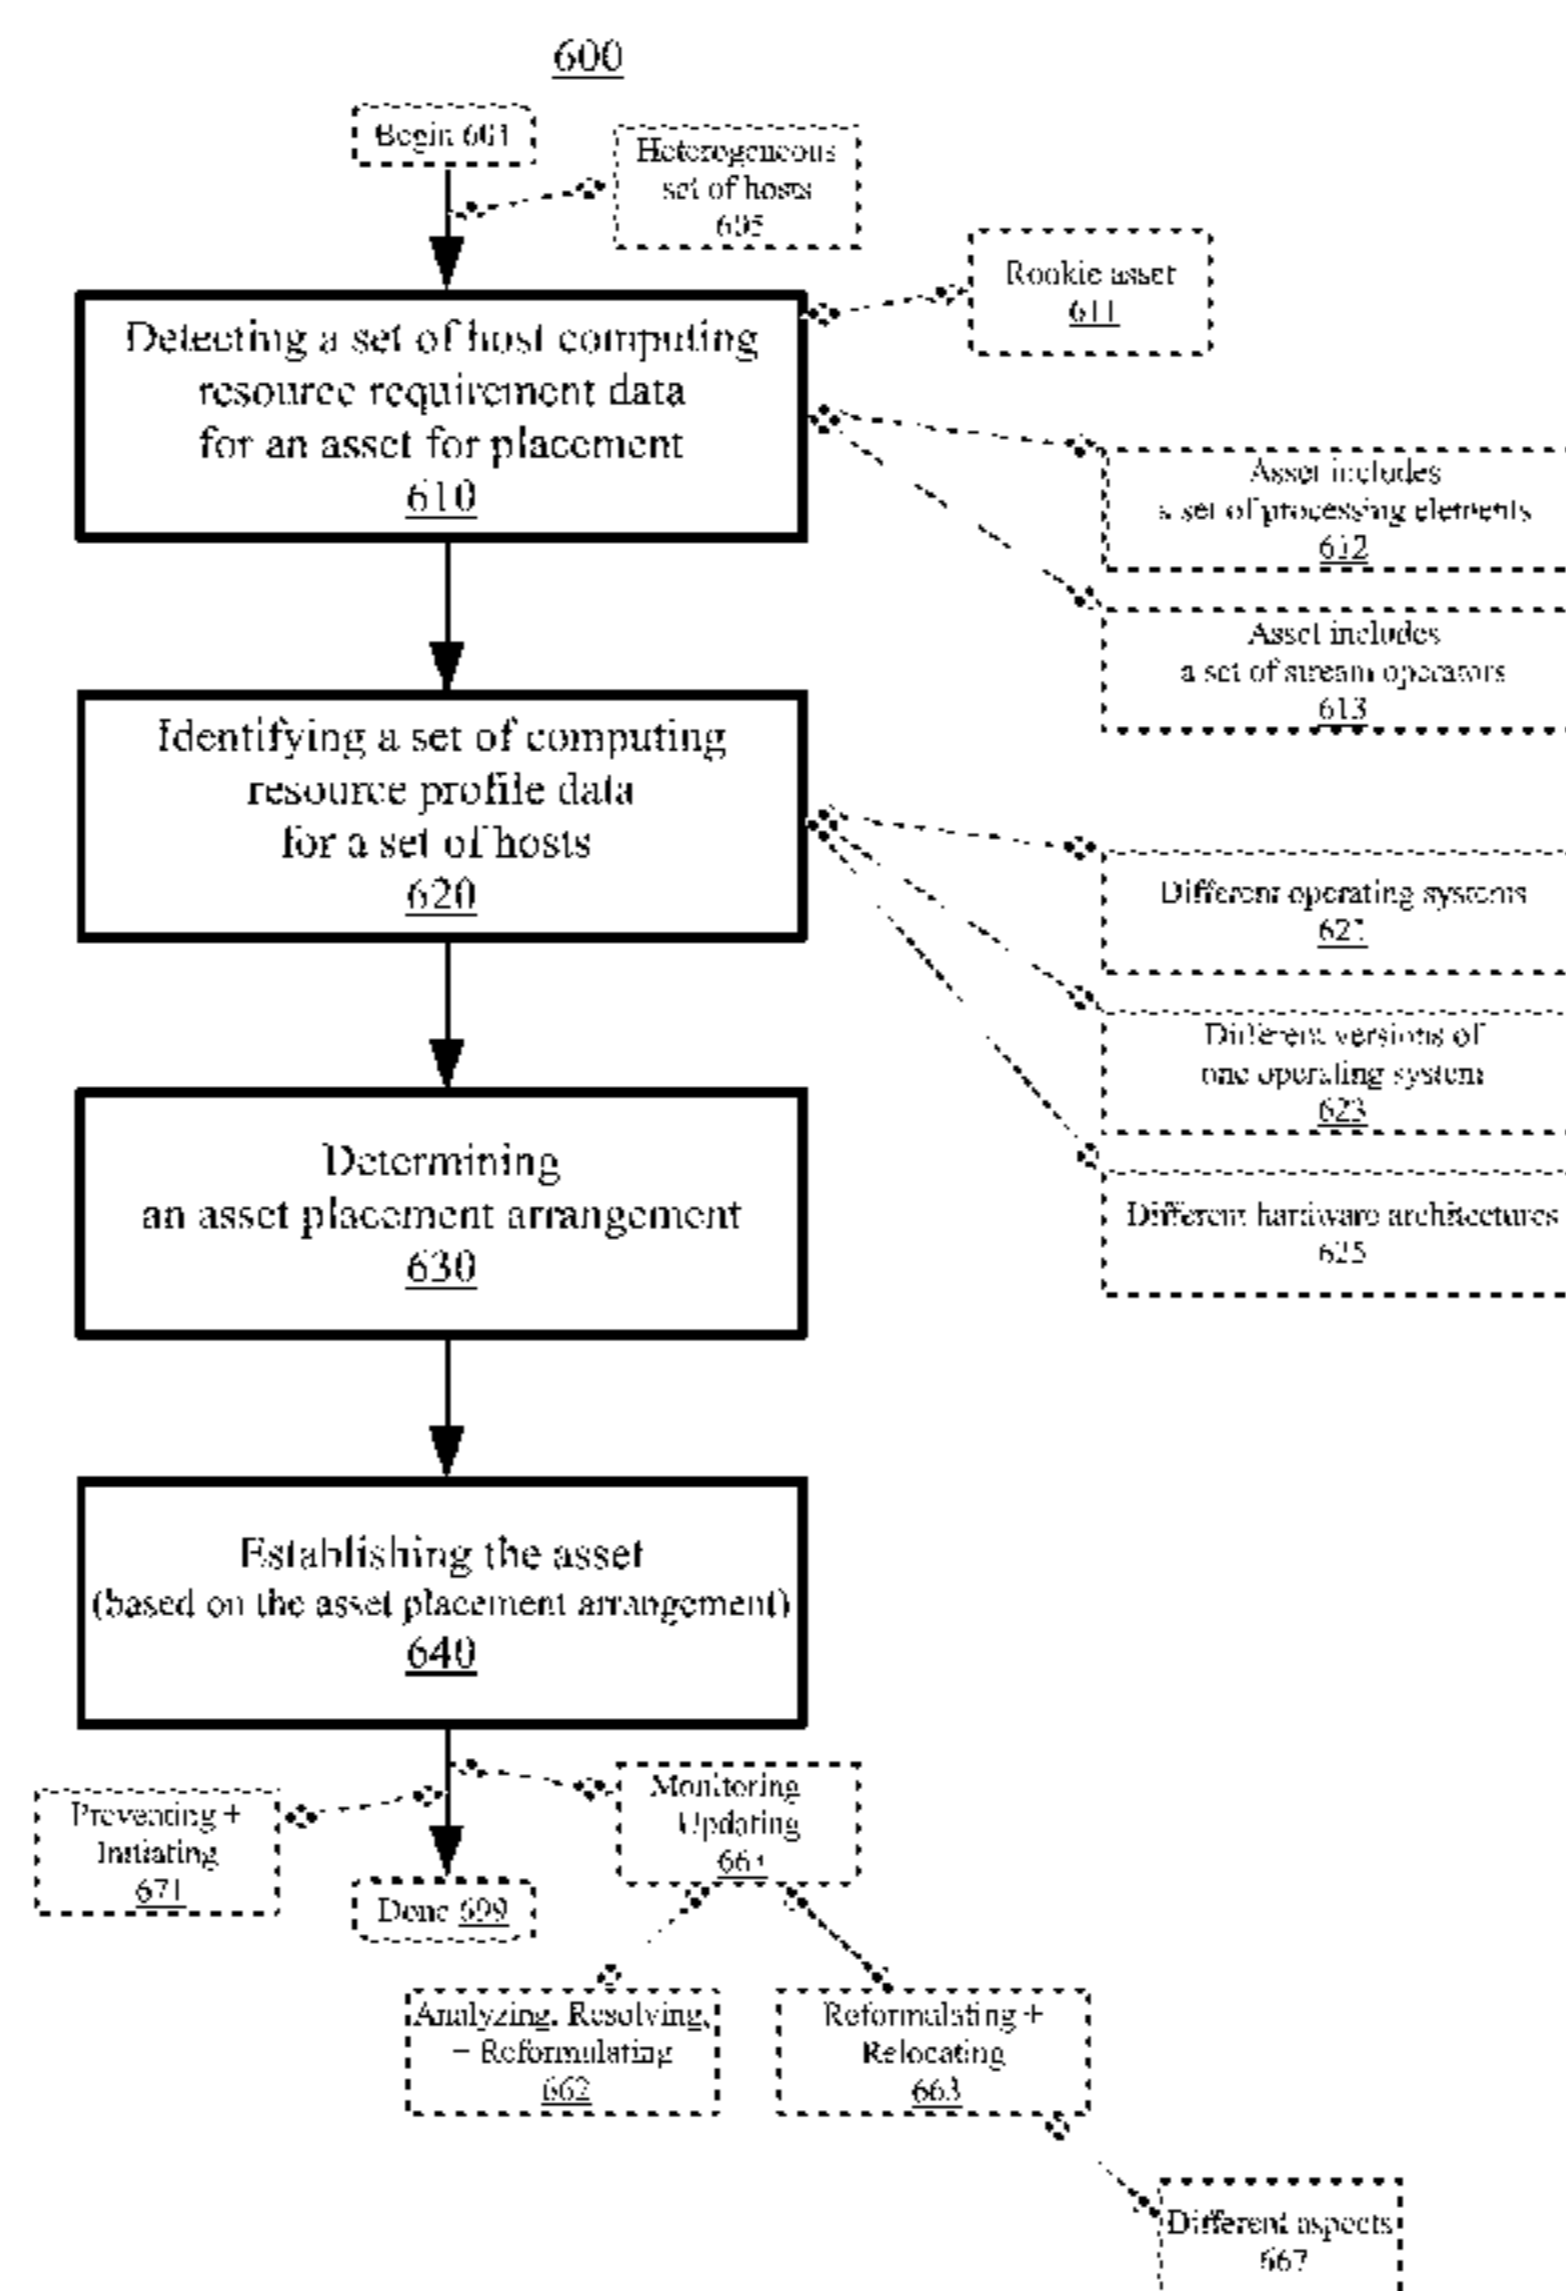 600
Begin 601
Heterogeneous
set of hosts
605
Rookie asset
611
Detecting a set of host computing
resource requirement data
for an asset for placement
610
Asset includes
a set of processing elements
612
Asset includes
a set of stream operators
613
Identifying a set of computing
resource profile data
for a set of hosts
620
Different operating systems
Different versions of
one operating system
623
Different hardware architectures
625
Determining
an asset placement arrangement
630
Establishing the asset
(based on the asset placement arrangement)
640
Preventing +
Initiating
671
Monitoring
Updating
Done 699
Analyzing, Resolving,
Reformulating
662
Reformulating +
Relocating
663
Different aspects
667